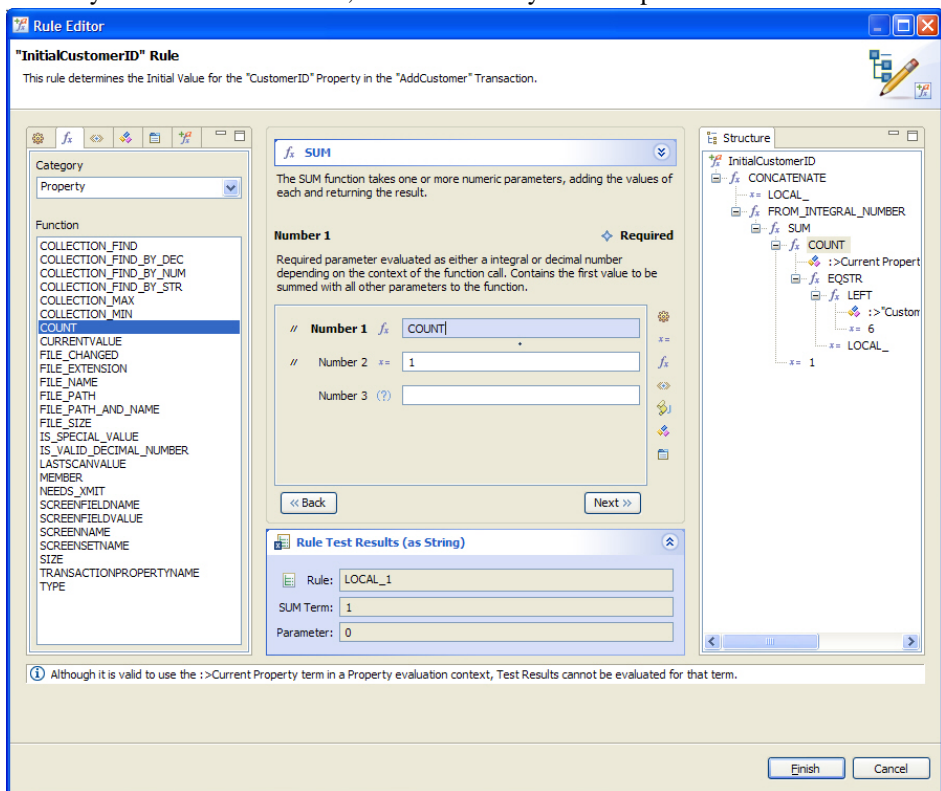 Rule Editor
"InitialCustomerID" Rule
This rule determines the Initial Value for the "CustomerID" Property in the "AddCustomer" Transaction.
Category
Property
Function
COLLECTION_FIND
COLLECTION_FIND_BY_DEC
COLLECTION_FIND_BY_NUM
COLLECTION_FIND_BY_STR
COLLECTION_MAX
COLLECTION_MIN
COUNT
CURRENTVALUE
FILE_CHANGED
FILE_EXTENSION
FILE_NAME
FILE_PATH
FILE_PATH_AND_NAME
FILE_SIZE
IS_SPECIAL_VALUE
IS_VALID_DECIMAL_NUMBER
LASTSCANVALUE
MEMBER
NEEDS_XMIT
SCREENFIELDNAME
SCREENFIELDVALUE
SCREENNAME
SCREENSETNAME
SIZE
TRANSACTIONPROPERTYNAME
TYPE
fx SUM
The SUM function takes one or more numeric parameters, adding the values of
each and returning the result.
Number 1 Required
Required parameter evaluated as either a integral or decimal number
depending on the context of the function call. Contains the first value to be
summed with all other parameters to the function.
// Number 1 fx COUNT
// Number 2 x= 1
Number 3 (?)
<< Back Next >>
Rule Test Results (as String)
Rule: LOCAL_1
SUM Term: 1
Parameter: 0
Structure
InitialCustomerID
fx CONCATENATE
x= LOCAL_
fx FROM_INTEGRAL_NUMBER
fx SUM
fx COUNT
:>Current Propert
fx EQSTR
fx LEFT
:>"Custom
x= 6
x= LOCAL_
x= 1
Although it is valid to use the :>Current Property term in a Property evaluation context, Test Results cannot be evaluated for that term.
Finish Cancel